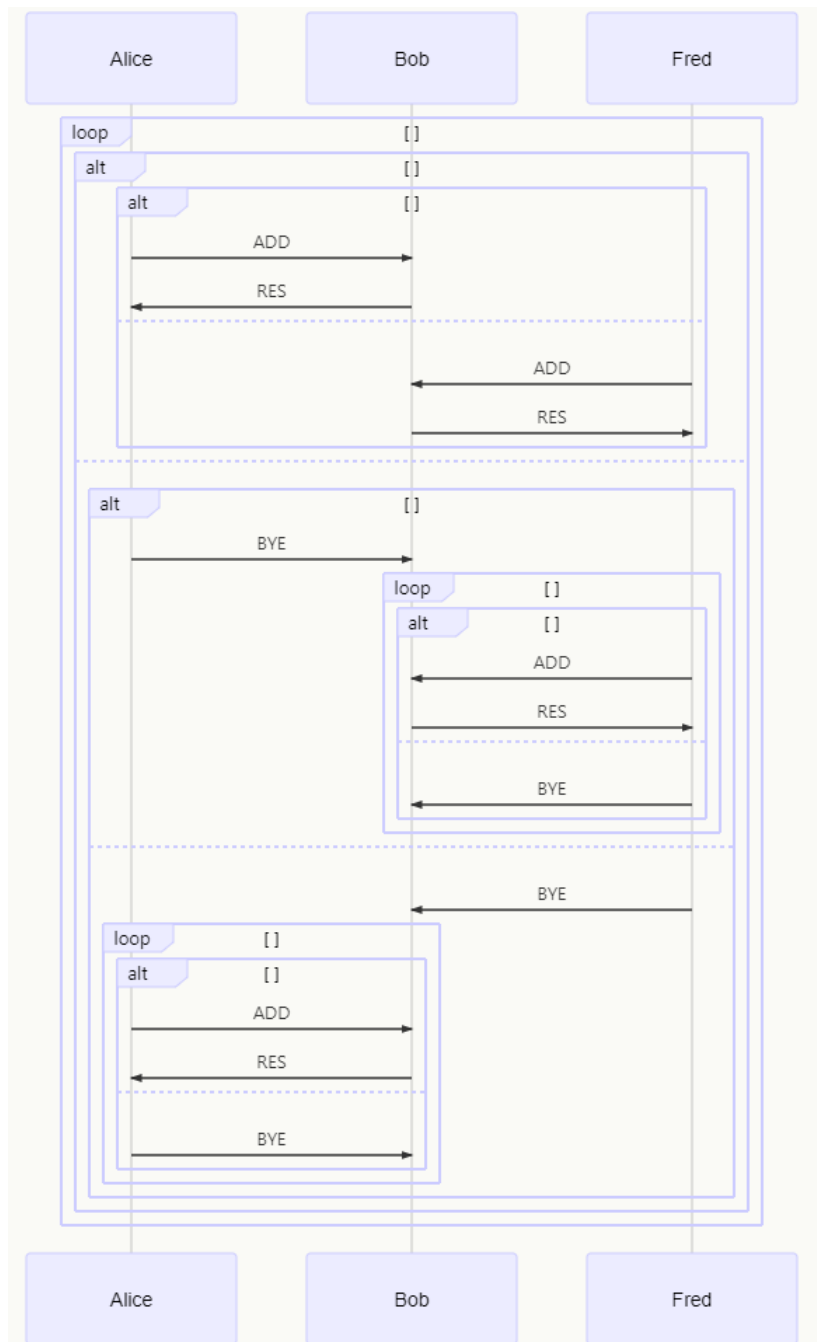 Alice Bob Fred
loop []
alt []
alt []
ADD
RES
ADD
RES
alt []
BYE
loop []
alt []
ADD
RES
BYE
BYE
loop []
alt []
ADD
RES
BYE
Alice Bob Fred